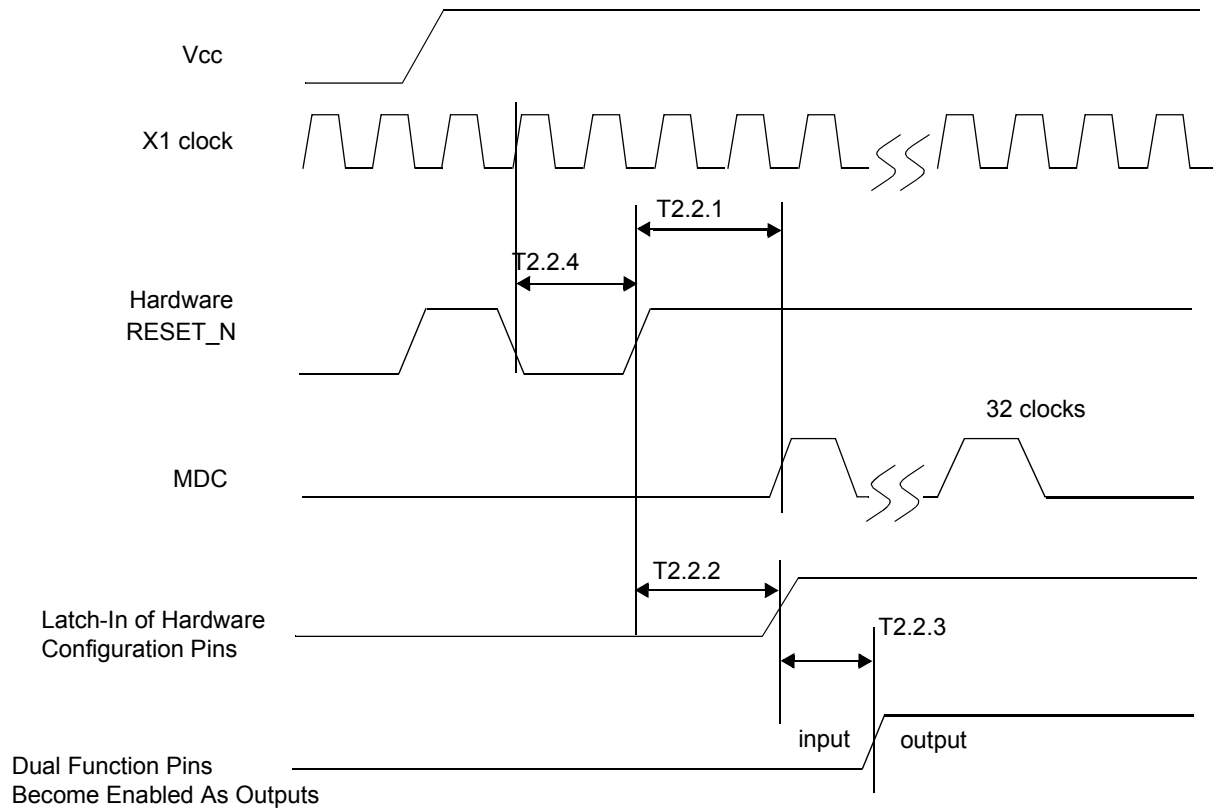 Vcc
X1 clock
T2.2.1
T2.2.4
Hardware
RESET_N
32 clocks
MDC
T2.2.2
Latch-In of Hardware
Configuration Pins
T2.2.3
input
output
Dual Function Pins
Become Enabled As Outputs